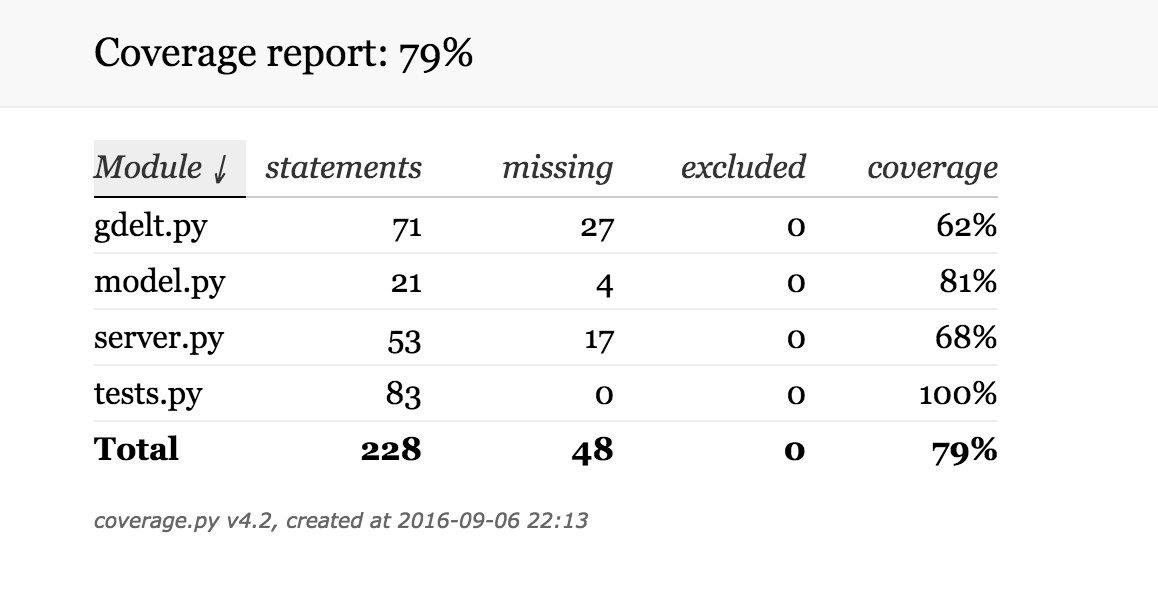 Coverage report: 79%
Module ↓ statements missing excluded coverage
gdelt.py 71 27 0 62%
model.py 21 4 0 81%
server.py 53 17 0 68%
tests.py 83 0 0 100%
Total 228 48 0 79%
coverage.py v4.2, created at 2016-09-06 22:13